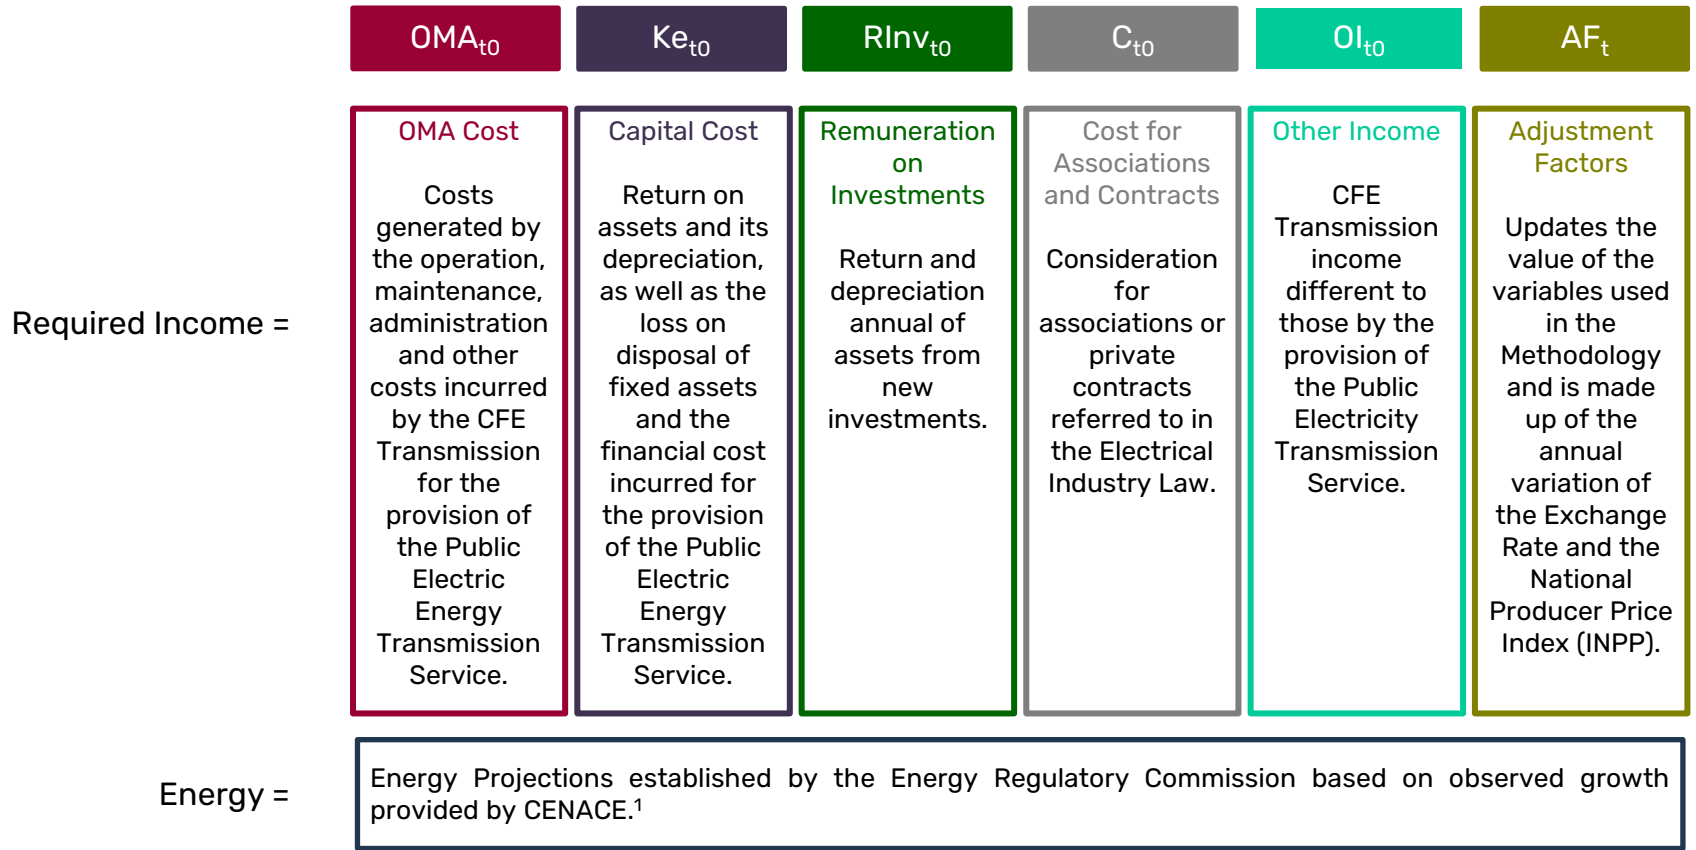 OMAt0
Ket0
RInvt0
Ct0
OIt0
AFt
Required Income =
OMA Cost
Costs
generated by
the operation,
maintenance,
administration
and other
costs incurred
by the CFE
Transmission
for the
provision of
the Public
Electric
Energy
Transmission
Service.
Capital Cost
Return on
assets and its
depreciation,
as well as the
loss on
disposal of
fixed assets
and the
financial cost
incurred for
the provision
of the Public
Electric
Energy
Transmission
Service.
Remuneration
on
Investments
Return and
depreciation
annual of
assets from
new
investments.
Cost for
Associations
and Contracts
Consideration
for
associations or
private
contracts
referred to in
the Electrical
Industry Law.
Other Income
CFE
Transmission
income
different to
those by the
provision of
the Public
Electricity
Transmission
Service.
Adjustment
Factors
Updates the
value of the
variables used
in the
Methodology
and is made
up of the
annual
variation of
the Exchange
Rate and the
National
Producer Price
Index (INPP).
Energy =
Energy Projections established by the Energy Regulatory Commission based on observed growth
provided by CENACE.1